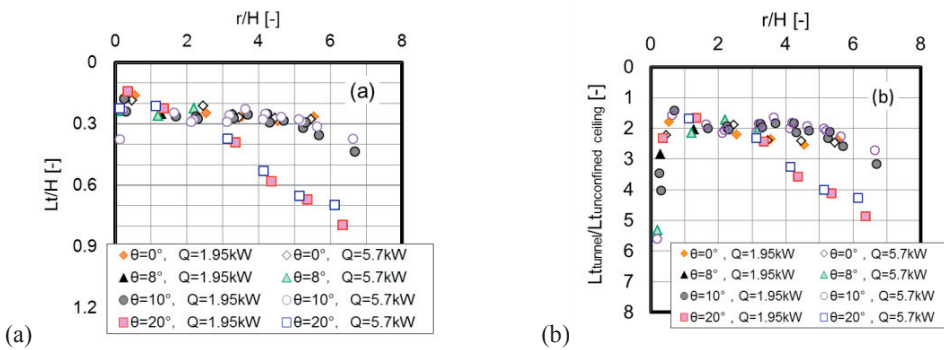 r/H [-]
0 2 4 6 8
0
0.3
0.6
0.9
1.2
Lt/H [-]
(a)
θ=0°, Q=1.95kW θ=0°, Q=5.7kW
θ=8°, Q=1.95kW θ=8°, Q=5.7kW
θ=10°, Q=1.95kW θ=10°, Q=5.7kW
θ=20°, Q=1.95kW θ=20°, Q=5.7kW
(a)
r/H [-]
0 2 4 6 8
0
1
2
3
4
5
6
7
8
Lt tunnel/Lt unconfined ceiling [-]
(b)
θ=0° , Q=1.95kW θ=0° , Q=5.7kW
θ=8° , Q=1.95kW θ=8° , Q=5.7kW
θ=10° , Q=1.95kW θ=10° , Q=5.7kW
θ=20° , Q=1.95kW θ=20° , Q=5.7kW
(b)